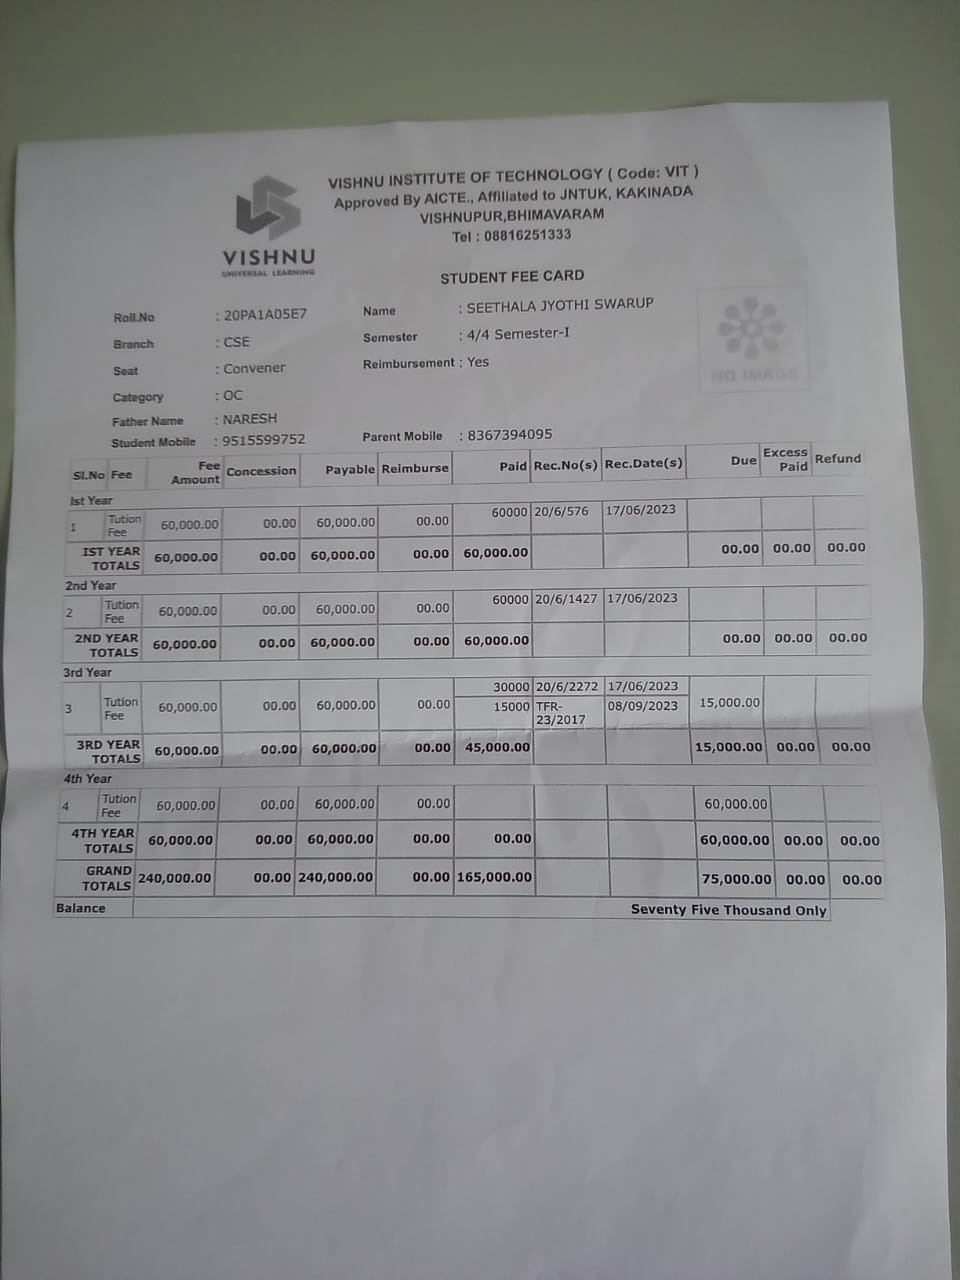 VISHNU
UNIVERSAL LEARNING
VISHNU INSTITUTE OF TECHNOLOGY ( Code: VIT )
Approved By AICTE., Affiliated to JNTUK, KAKINADA
VISHNUPUR,BHIMAVARAM
Tel : 08816251333
STUDENT FEE CARD
Roll.No : 20PA1A05E7 Name : SEETHALA JYOTHI SWARUP
Branch : CSE Semester : 4/4 Semester-I
Seat : Convener Reimbursement : Yes
Category : OC
Father Name : NARESH
Student Mobile : 9515599752 Parent Mobile : 8367394095
NO IMAGE
Sl.No Fee Fee Amount Concession Payable Reimburse Paid Rec.No(s) Rec.Date(s) Due Excess Paid Refund
Ist Year
1 Tution Fee 60,000.00 00.00 60,000.00 00.00 60000 20/6/576 17/06/2023
IST YEAR TOTALS 60,000.00 00.00 60,000.00 00.00 60,000.00 00.00 00.00 00.00
2nd Year
2 Tution Fee 60,000.00 00.00 60,000.00 00.00 60000 20/6/1427 17/06/2023
2ND YEAR TOTALS 60,000.00 00.00 60,000.00 00.00 60,000.00 00.00 00.00 00.00
3rd Year
3 Tution Fee 60,000.00 00.00 60,000.00 00.00 30000 20/6/2272 17/06/2023 15,000.00
15000 TFR-23/2017 08/09/2023
3RD YEAR TOTALS 60,000.00 00.00 60,000.00 00.00 45,000.00 15,000.00 00.00 00.00
4th Year
4 Tution Fee 60,000.00 00.00 60,000.00 00.00 60,000.00
4TH YEAR TOTALS 60,000.00 00.00 60,000.00 00.00 00.00 60,000.00 00.00 00.00
GRAND TOTALS 240,000.00 00.00 240,000.00 00.00 165,000.00 75,000.00 00.00 00.00
Balance Seventy Five Thousand Only